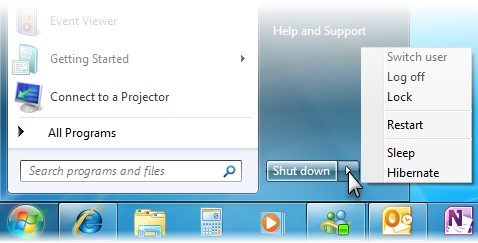 Event Viewer
Getting Started
Connect to a Projector
All Programs
Search programs and files
Help and Support
Shut down
Switch user
Log off
Lock
Restart
Sleep
Hibernate